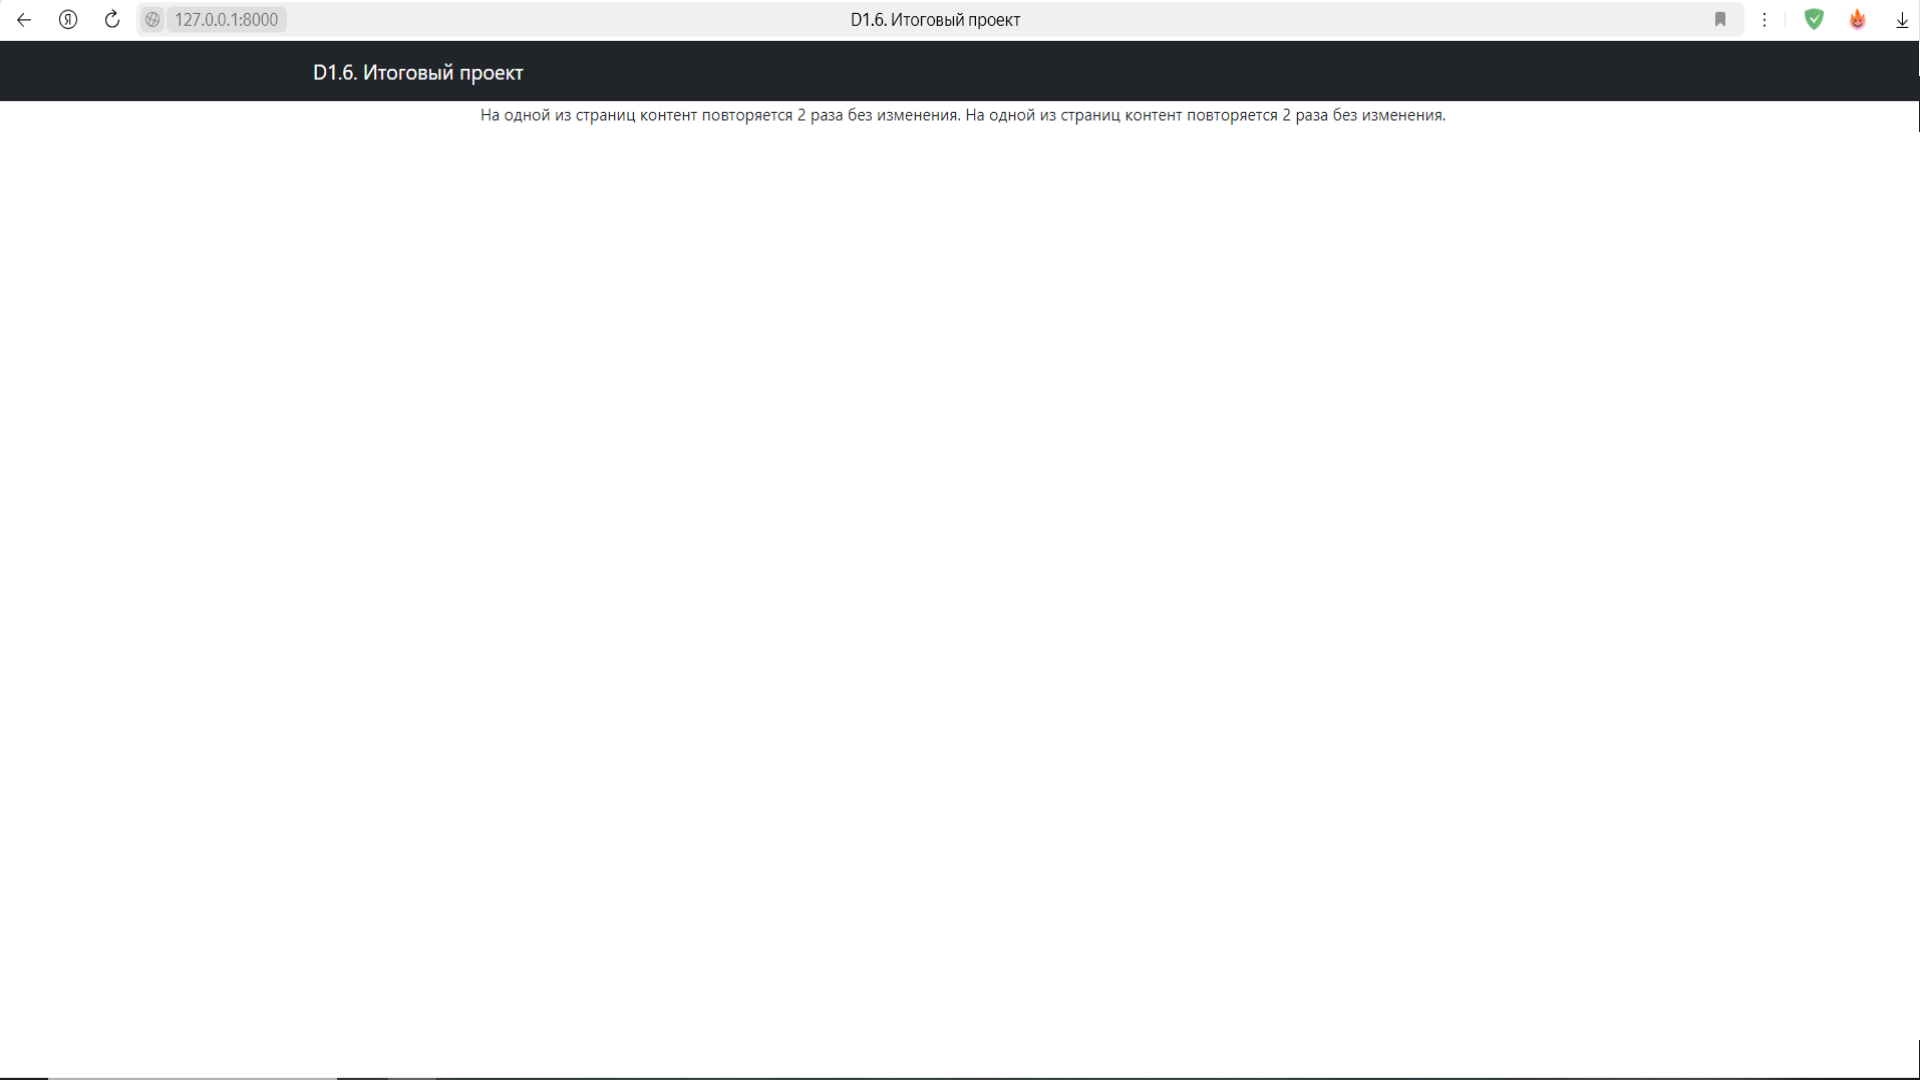 127.0.0.1:8000
D1.6. Итоговый проект
D1.6. Итоговый проект
На одной из страниц контент повторяется 2 раза без изменения. На одной из страниц контент повторяется 2 раза без изменения.